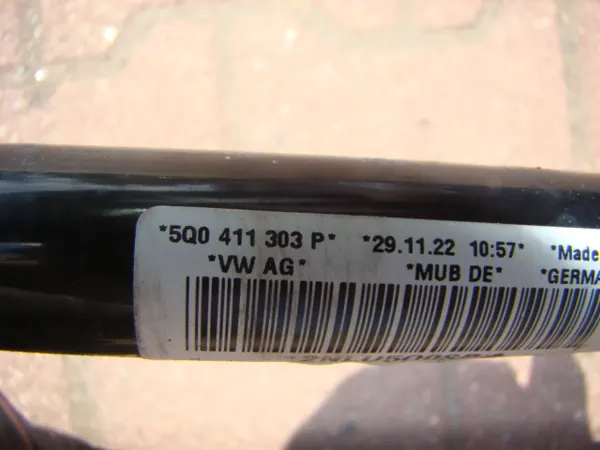 *5Q0 411 303 P* *29.11.22 10:57* *Made
*VW AG* *MUB DE* *GERMA